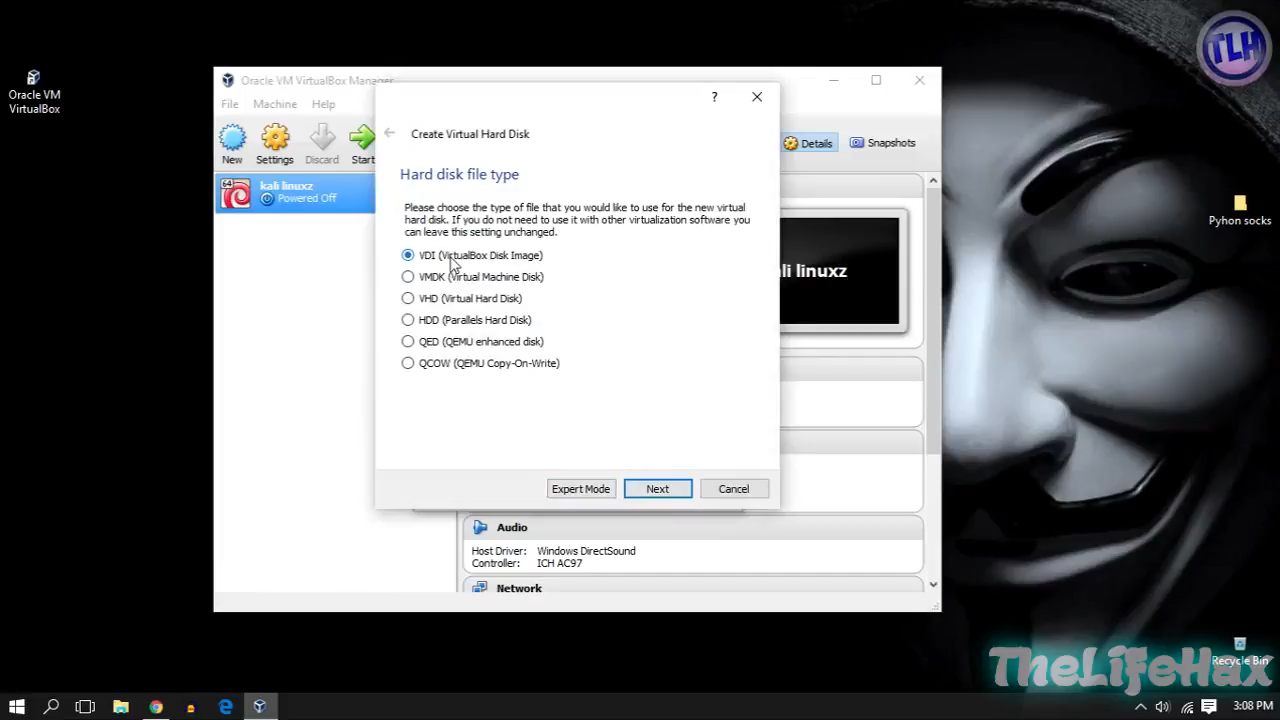 TLH
Oracle VM
VirtualBox
Oracle VM VirtualBox Manager
File Machine Help
New Settings Discard Start
Details Snapshots
64
kali linuxz
Powered Off
?
Create Virtual Hard Disk
Hard disk file type
Please choose the type of file that you would like to use for the new virtual
hard disk. If you do not need to use it with other virtualization software you
can leave this setting unchanged.
VDI (VirtualBox Disk Image)
VMDK (Virtual Machine Disk)
VHD (Virtual Hard Disk)
HDD (Parallels Hard Disk)
QED (QEMU enhanced disk)
QCOW (QEMU Copy-On-Write)
Expert Mode Next Cancel
ali linuxz
Audio
Host Driver: Windows DirectSound
Controller: ICH AC97
Network
Pyhon socks
Recycle Bin
TheLifeHax
3:08 PM